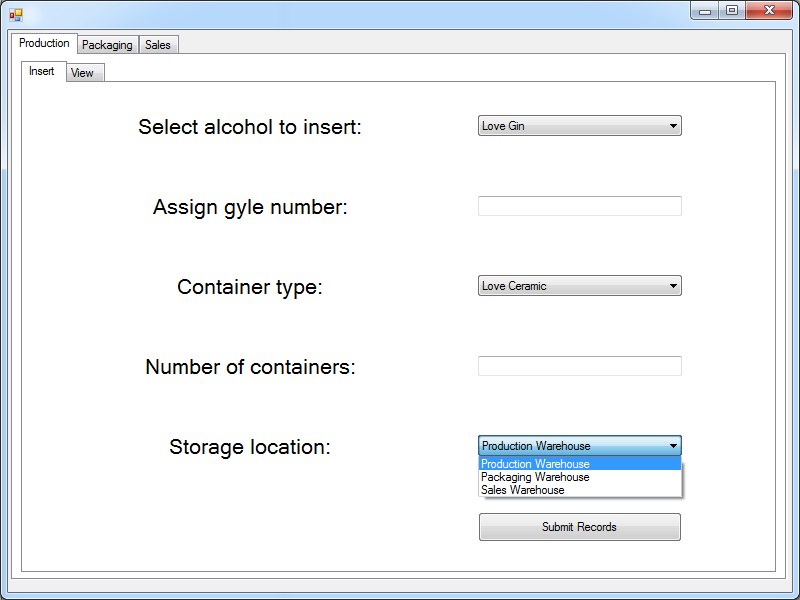 Production Packaging Sales
Insert View
Select alcohol to insert: Love Gin
Assign gyle number:
Container type: Love Ceramic
Number of containers:
Storage location: Production Warehouse
Production Warehouse
Packaging Warehouse
Sales Warehouse
Submit Records